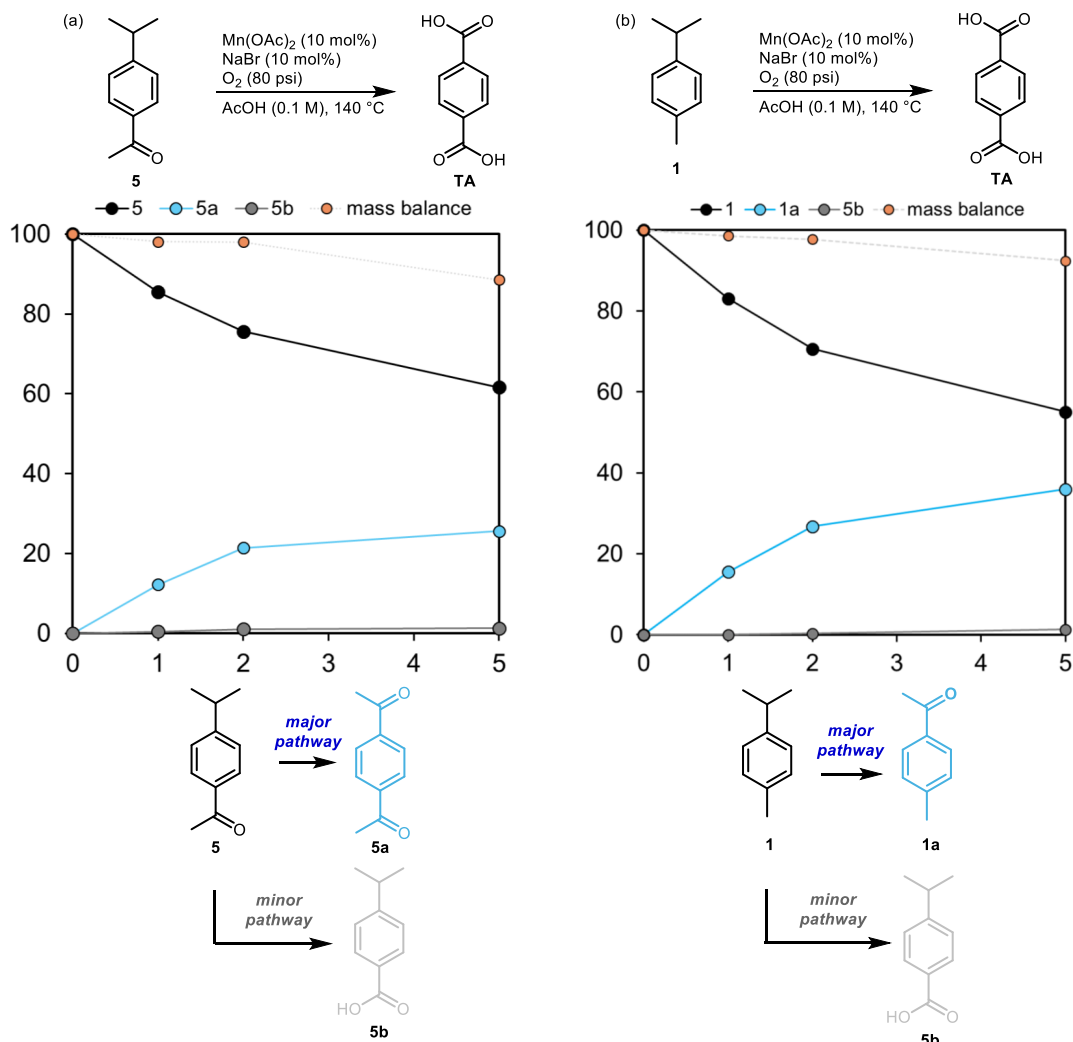 (a)
Mn(OAc)2 (10 mol%)
NaBr (10 mol%)
O2 (80 psi)
AcOH (0.1 M), 140 °C
O
5
HO
O
O
OH
TA
(b)
Mn(OAc)2 (10 mol%)
NaBr (10 mol%)
O2 (80 psi)
AcOH (0.1 M), 140 °C
1
HO
O
O
OH
TA
5 5a 5b mass balance
100
80
60
40
20
0
0 1 2 3 4 5
1 1a 5b mass balance
100
80
60
40
20
0
0 1 2 3 4 5
O
5
major
pathway
O
O
5a
minor
pathway
HO
O
5b
1
major
pathway
O
1a
minor
pathway
HO
O
5b